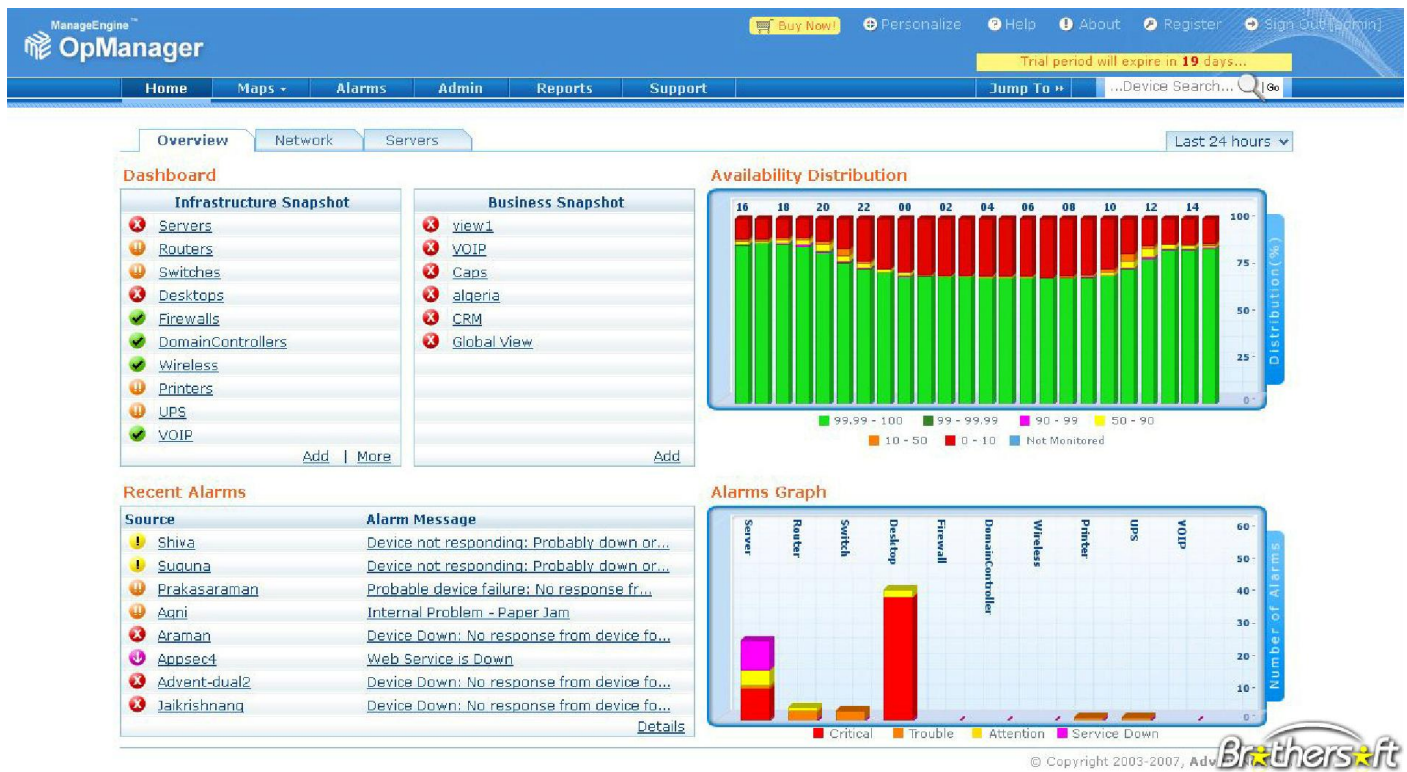 ManageEngine™
OpManager
Buy Now!
Personalize
Help
About
Register
Sign Out [admin]
Trial period will expire in 19 days...
Home
Maps
Alarms
Admin
Reports
Support
Jump To
...Device Search...
Go
Overview
Network
Servers
Last 24 hours
Dashboard
Infrastructure Snapshot
Servers
Routers
Switches
Desktops
Firewalls
DomainControllers
Wireless
Printers
UPS
VOIP
Add | More
Business Snapshot
view1
VOIP
Caps
algeria
CRM
Global View
Add
Availability Distribution
16 18 20 22 00 02 04 06 08 10 12 14
100
75
50
25
0
Distribution(%)
99.99 - 100 99 - 99.99 90 - 99 50 - 90
10 - 50 0 - 10 Not Monitored
Recent Alarms
Source Alarm Message
Shiva Device not responding: Probably down or...
Suguna Device not responding: Probably down or...
Prakasaraman Probable device failure: No response fr...
Agni Internal Problem - Paper Jam
Araman Device Down: No response from device fo...
Appsec4 Web Service is Down
Advent-dual2 Device Down: No response from device fo...
Jaikrishnang Device Down: No response from device fo...
Details
Alarms Graph
Server
Router
Switch
Desktop
Firewall
DomainController
Wireless
Printer
UPS
VOIP
60
50
40
30
20
10
0
Number of Alarms
Critical Trouble Attention Service Down
© Copyright 2003-2007,
Brothersoft